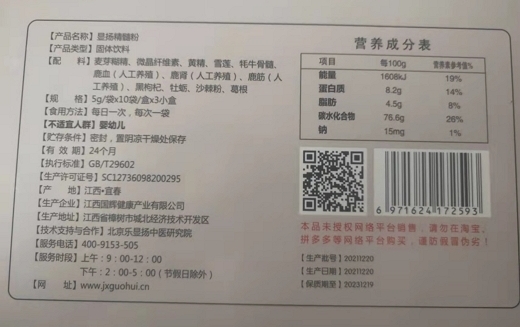 【产品名称】显扬精髓粉
【产品类型】固体饮料
【配 料】麦芽糊精、微晶纤维素、黄精、雪莲、牦牛骨髓、
鹿血(人工养殖)、鹿肾(人工养殖)、鹿筋(人
工养殖)、黑枸杞、牡蛎、沙棘粉、葛根
【规 格】5g/袋x10袋/盒x3小盒
【食用方法】每日一次,每次一袋
【不适宜人群】婴幼儿
【贮存条件】密封,置阴凉干燥处保存
【有 效 期】24个月
【执行标准】GB/T29602
【生产许可证号】SC12736098200295
【产 地】江西·宜春
【生产企业】江西国辉健康产业有限公司
【生产地址】江西省樟树市城北经济技术开发区
【技术支持与合作】北京乐显扬中医研究院
【服务电话】400-9153-505
【服务时段】上午:9:00-12:00
下午:2:00-5:00(节假日除外)
【网址】www.jxguohui.cn
营养成分表
项目 每100g 营养素参考值%
能量 1608kJ 19%
蛋白质 8.2g 14%
脂肪 4.5g 8%
碳水化合物 76.6g 26%
钠 15mg 1%
6 971624 172593
本品未授权网络平台销售,请勿在淘宝、
拼多多等网络平台购买,谨防假冒伪劣!
【生产批号】20211220
【生产日期】20211220
【保质期至】20231219